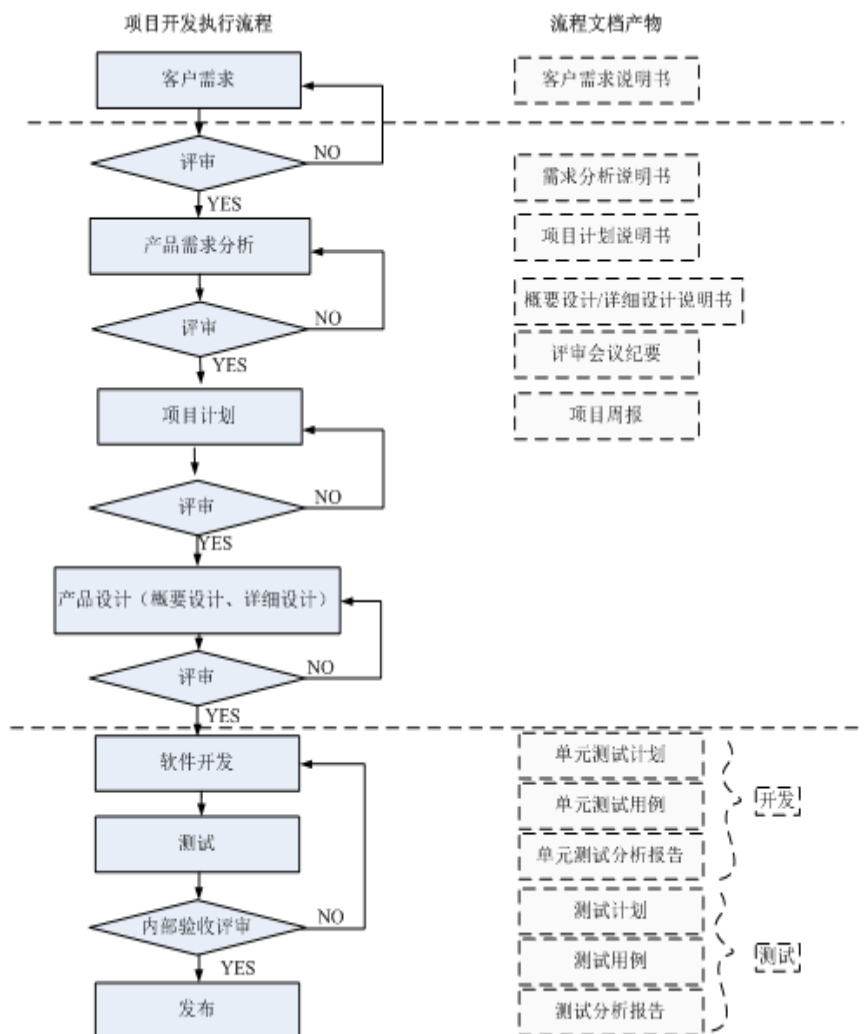 项目开发执行流程
流程文档产物
客户需求
客户需求说明书
评审
NO
YES
需求分析说明书
产品需求分析
项目计划说明书
评审
NO
YES
概要设计/详细设计说明书
评审会议纪要
项目计划
项目周报
评审
NO
YES
产品设计（概要设计、详细设计）
评审
NO
YES
软件开发
单元测试计划
单元测试用例
开发
测试
单元测试分析报告
内部验收评审
NO
YES
测试计划
测试用例
测试
发布
测试分析报告